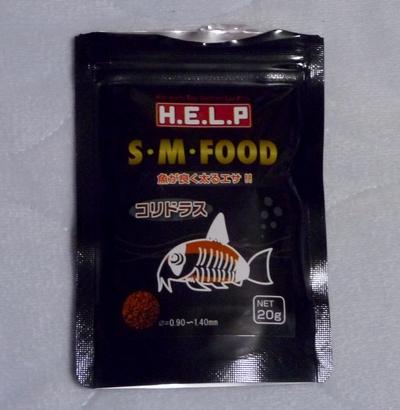 H.E.L.P
S・M・FOOD
魚が良く太るエサ!!
コリドラス
NET
20g
⌀=0.90～1.40mm